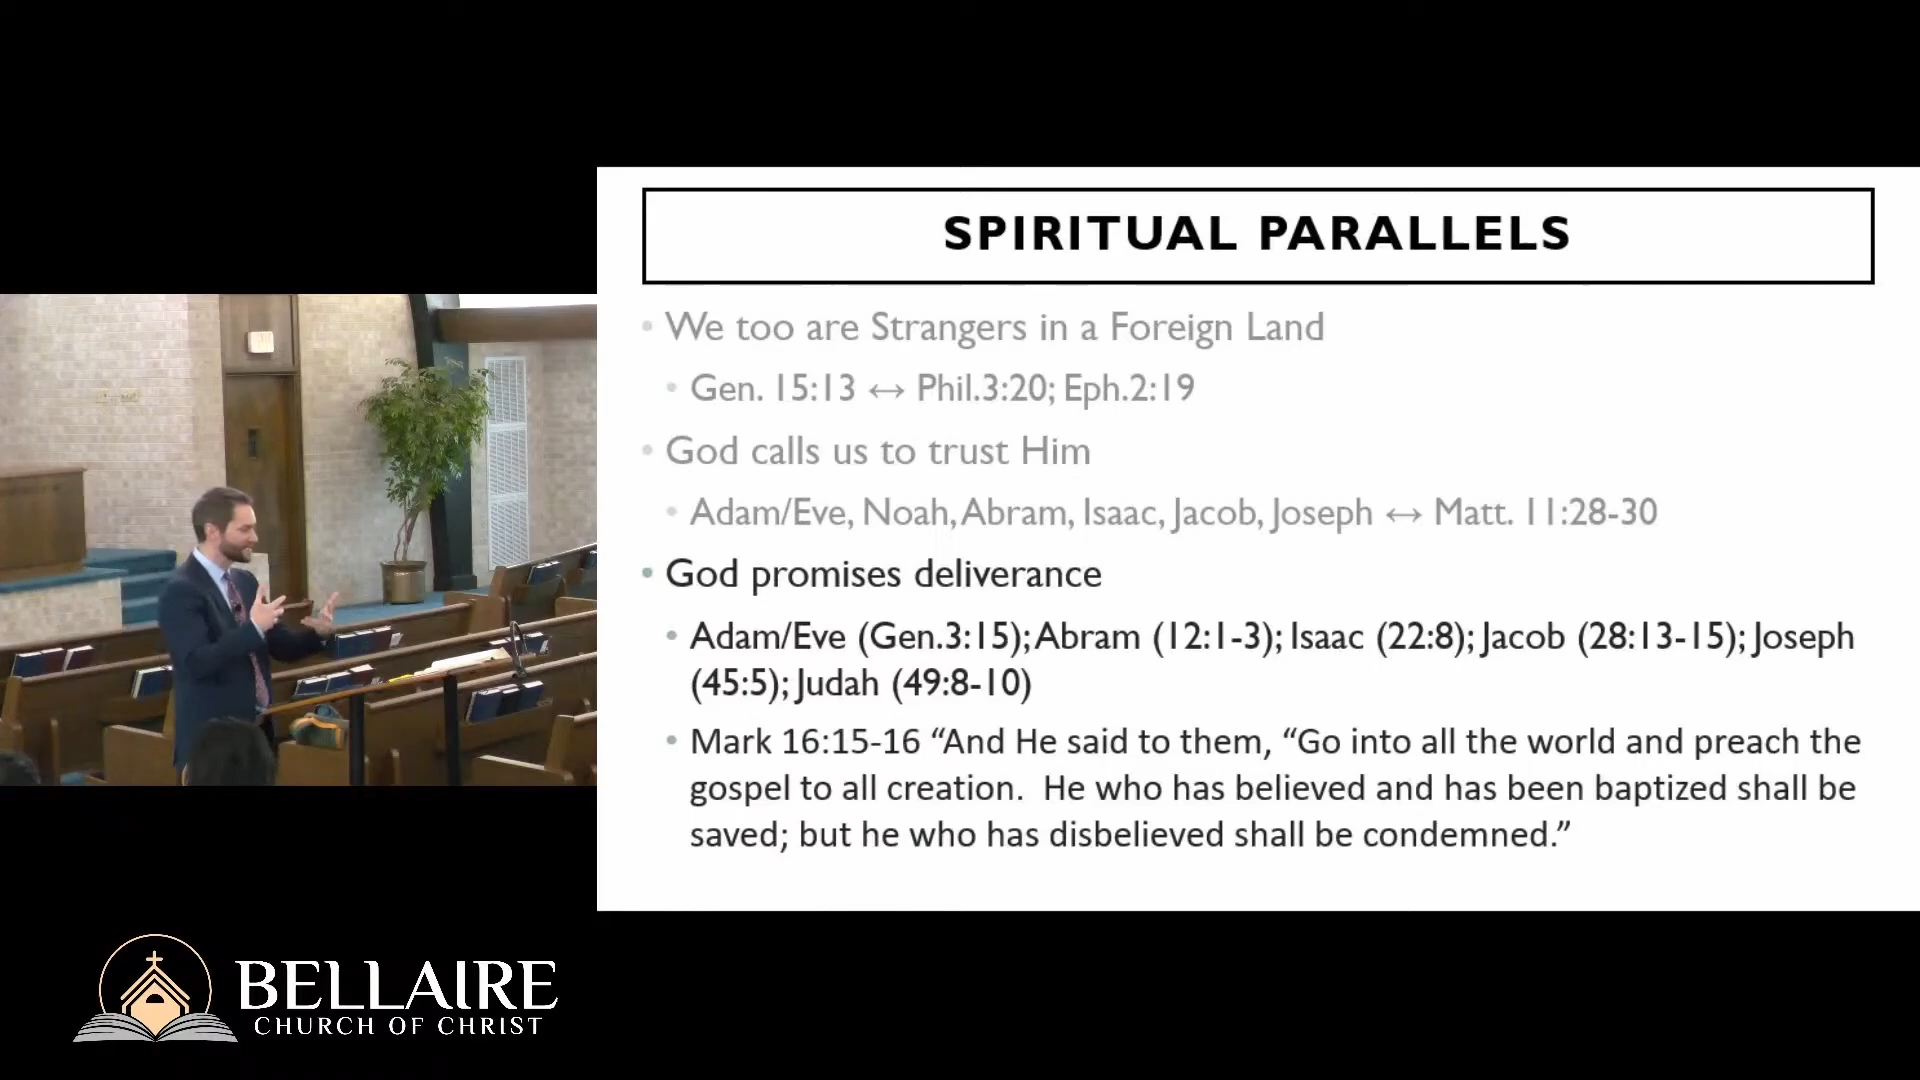 SPIRITUAL PARALLELS
• We too are Strangers in a Foreign Land
• Gen. 15:13 ↔ Phil.3:20; Eph.2:19
• God calls us to trust Him
• Adam/Eve, Noah, Abram, Isaac, Jacob, Joseph ↔ Matt. 11:28-30
• God promises deliverance
• Adam/Eve (Gen.3:15); Abram (12:1-3); Isaac (22:8); Jacob (28:13-15); Joseph
(45:5); Judah (49:8-10)
• Mark 16:15-16 “And He said to them, “Go into all the world and preach the
gospel to all creation.  He who has believed and has been baptized shall be
saved; but he who has disbelieved shall be condemned.”
BELLAIRE
CHURCH OF CHRIST